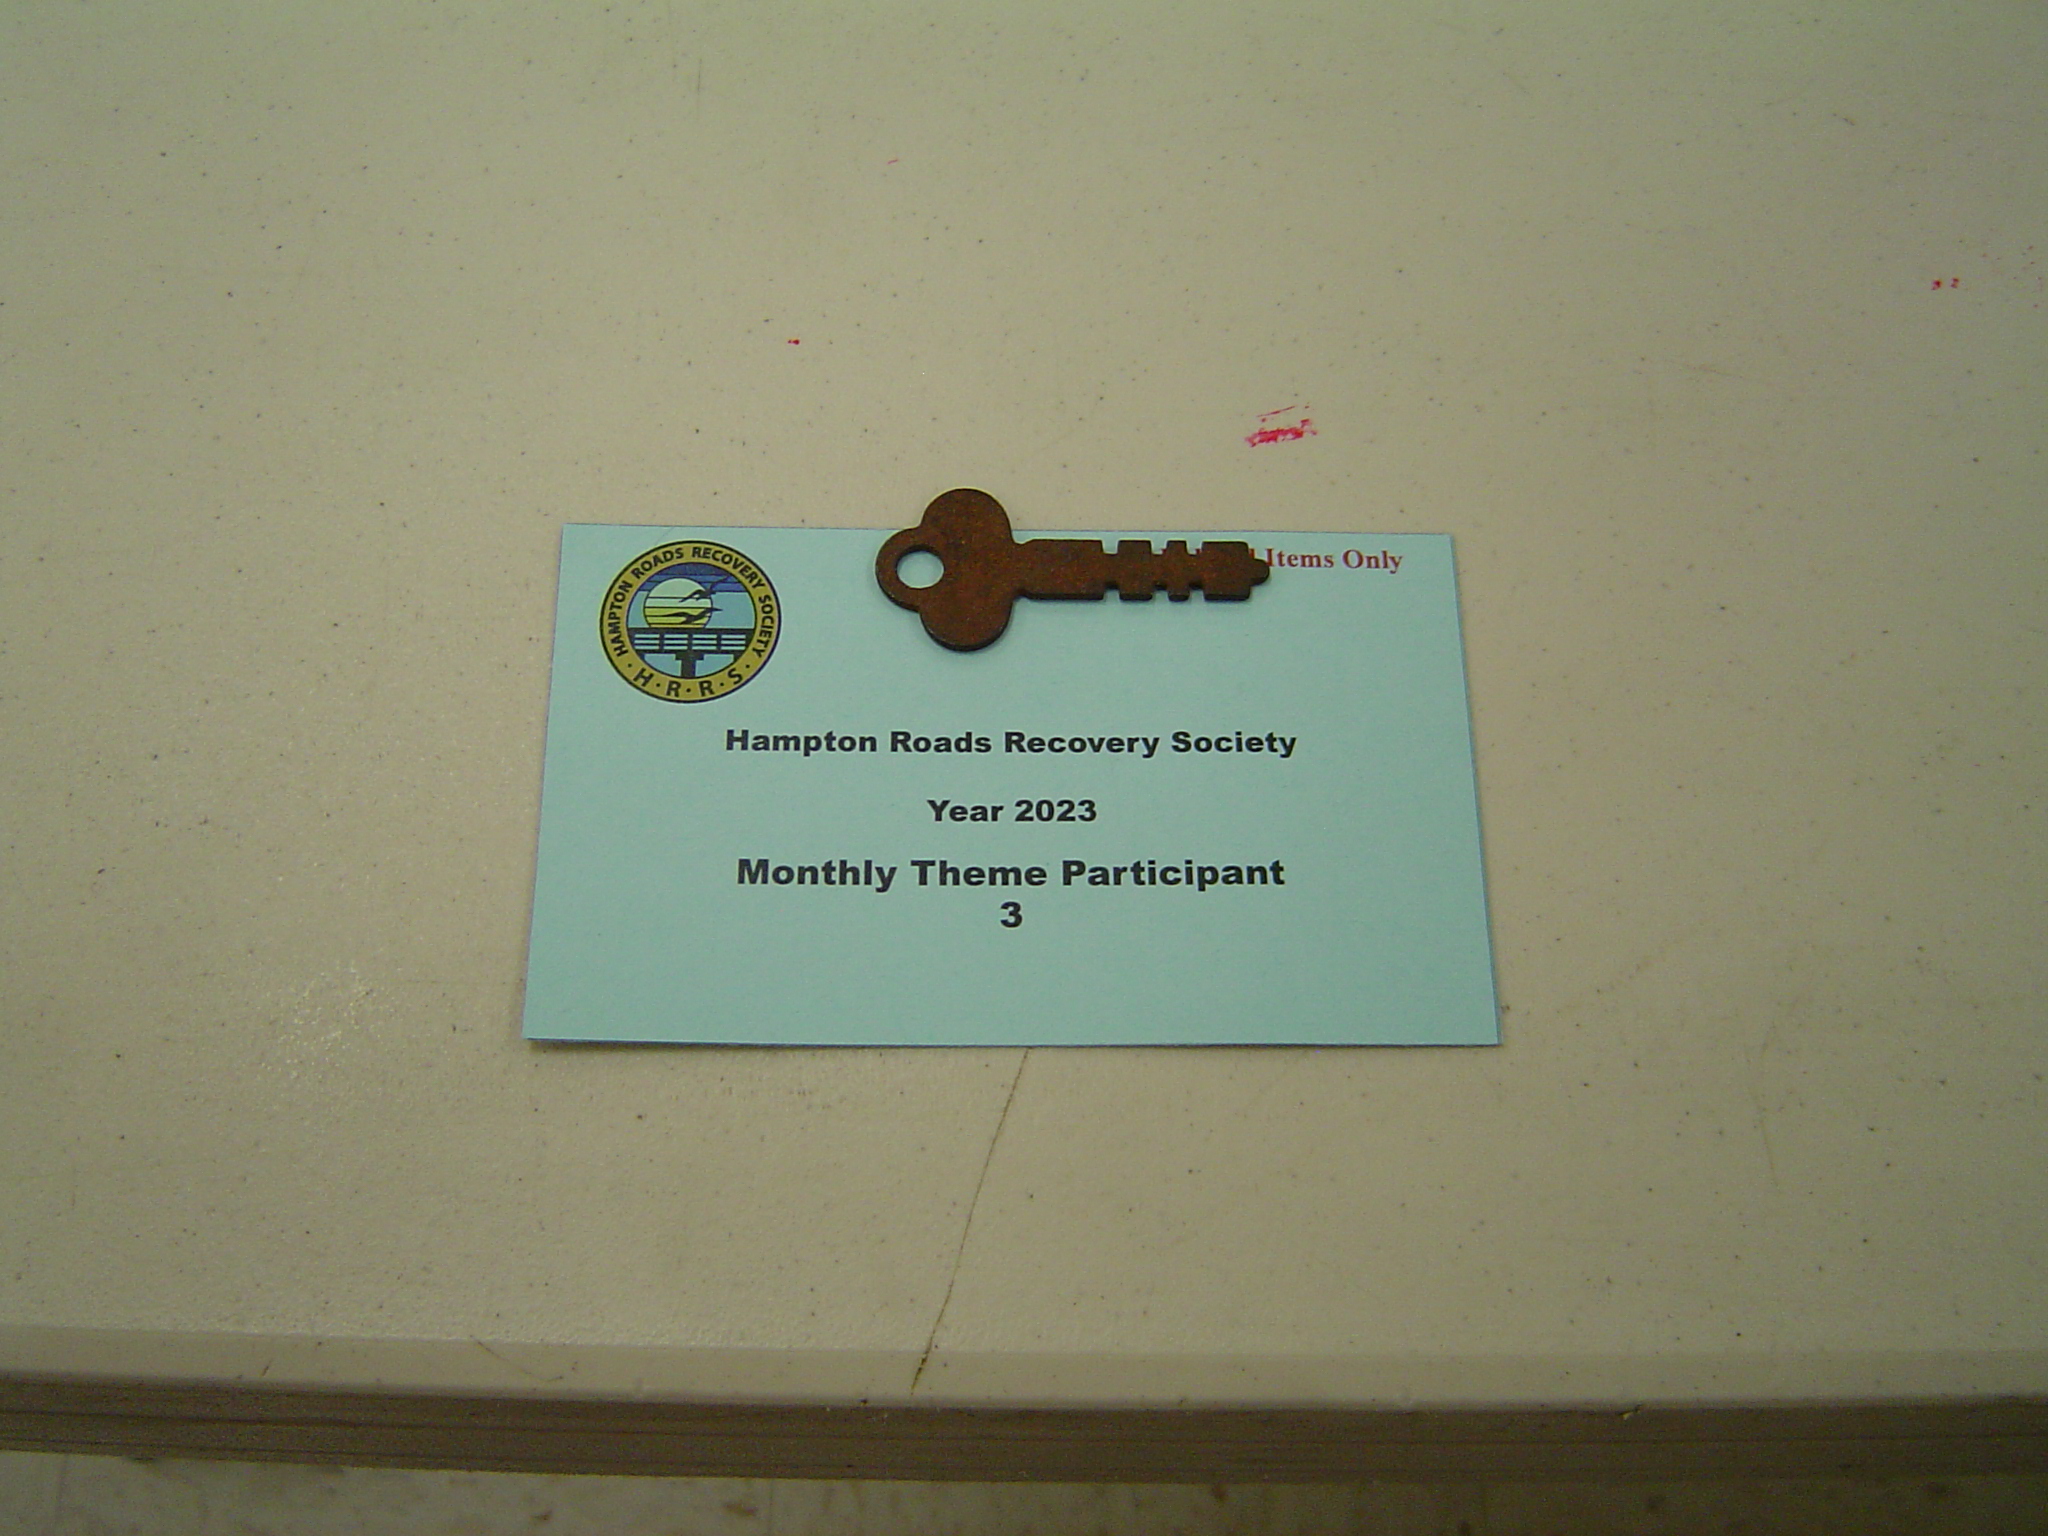 HAMPTON ROADS RECOVERY SOCIETY
· H · R · R · S ·
Items Only
Hampton Roads Recovery Society
Year 2023
Monthly Theme Participant
3